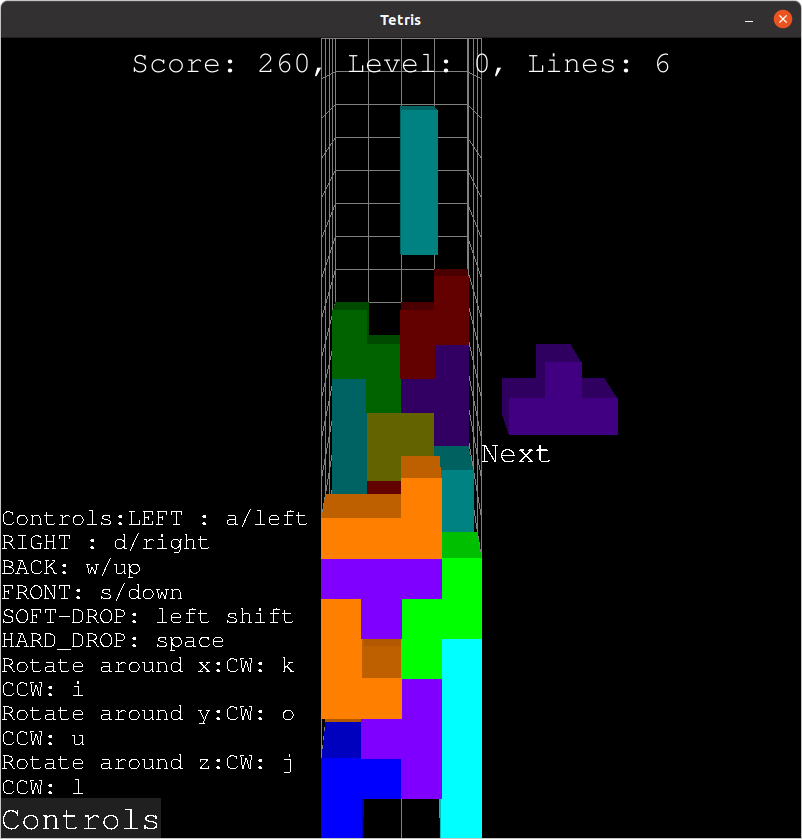 Tetris
Score: 260, Level: 0, Lines: 6
Next
Controls:LEFT : a/left
RIGHT : d/right
BACK: w/up
FRONT: s/down
SOFT-DROP: left shift
HARD_DROP: space
Rotate around x:CW: k
CCW: i
Rotate around y:CW: o
CCW: u
Rotate around z:CW: j
CCW: l
Controls